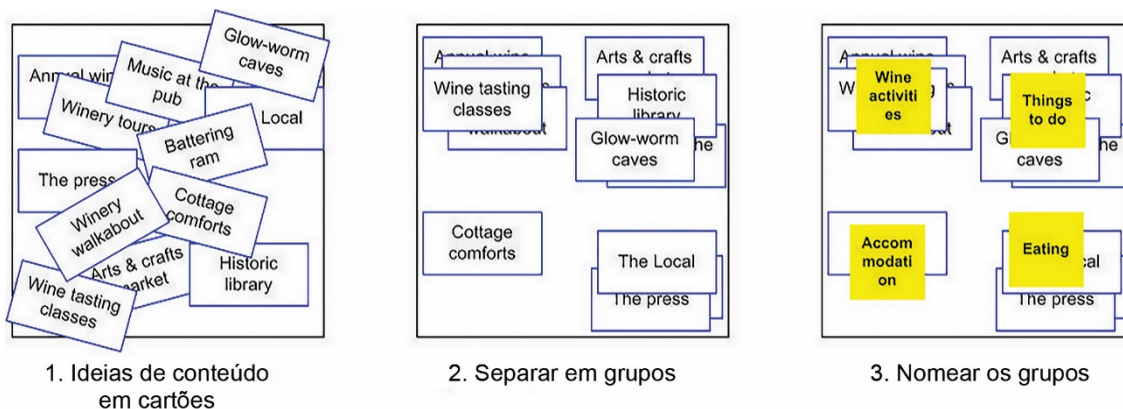 Glow-worm
caves
Music at the
pub
Winery tours
Local
Battering
ram
The press
Cottage
comforts
Winery
walkabout
Arts & crafts
market
Historic
library
Wine tasting
classes
1. Ideias de conteúdo
em cartões
Arts & crafts
Wine tasting
classes
walkabout
Historic
library
Glow-worm
caves
Cottage
comforts
The Local
The press
2. Separar em grupos
Arts & crafts
Wine
activiti
es
Things
to do
caves
Accom
modati
on
Eating
The press
3. Nomear os grupos